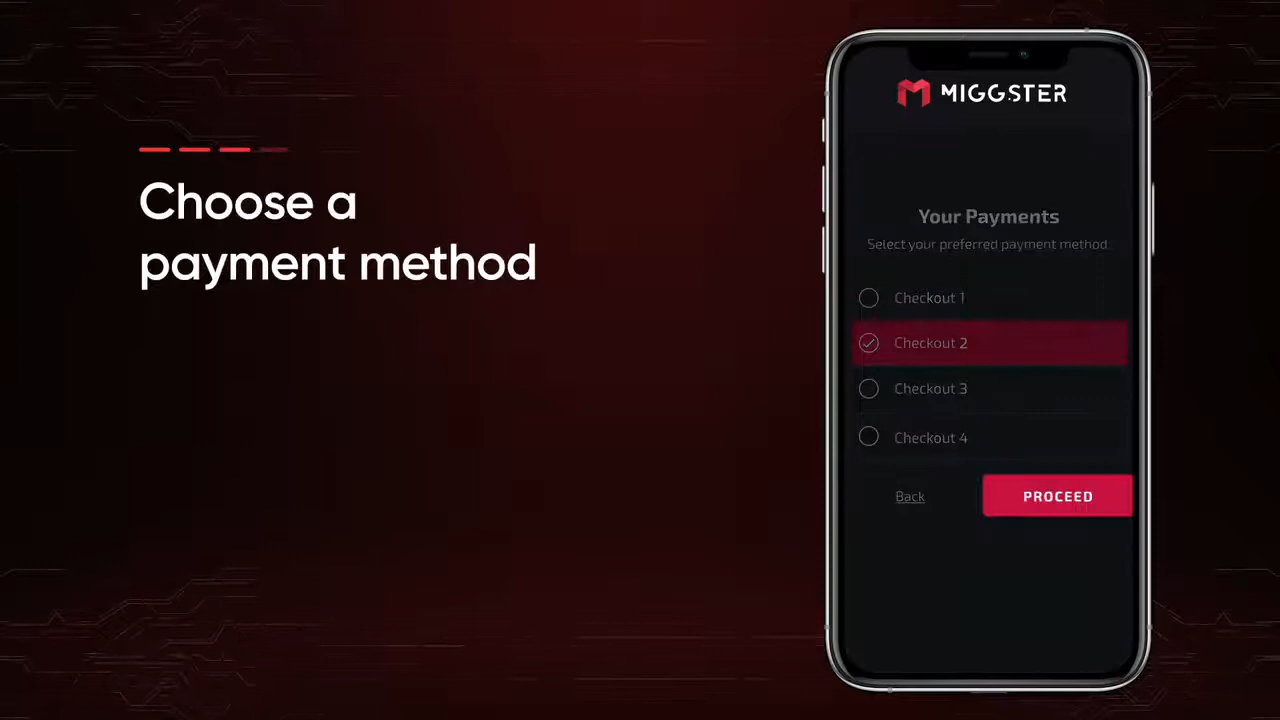 Choose a
payment method
MIGGSTER
Your Payments
Select your preferred payment method.
Checkout 1
Checkout 2
Checkout 3
Checkout 4
Back
PROCEED